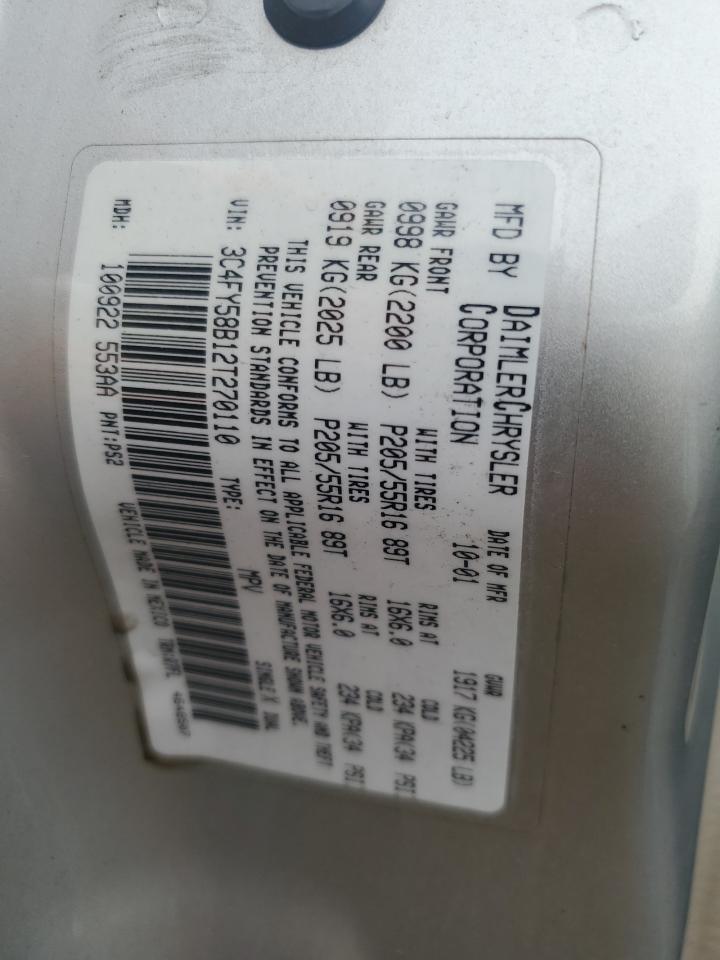 MFD BY DAIMLERCHRYSLER CORPORATION DATE OF MFR 10-01 GVWR 1917 KG(04225 LB)
GAWR FRONT WITH TIRES RIMS AT COLD
0998 KG(2200 LB) P205/55R16 89T 16X6.0 234 KPA(34 PSI
GAWR REAR WITH TIRES RIMS AT COLD
0919 KG(2025 LB) P205/55R16 89T 16X6.0 234 KPA(34 PSI
THIS VEHICLE CONFORMS TO ALL APPLICABLE FEDERAL MOTOR VEHICLE SAFETY AND THEFT
PREVENTION STANDARDS IN EFFECT ON THE DATE OF MANUFACTURE SHOWN ABOVE.
VIN: 3C4FY58B12T270110 TYPE: MPV SINGLE X DUAL
MDH: 100922 553AA PNT:PS2 VEHICLE MADE IN MEXICO